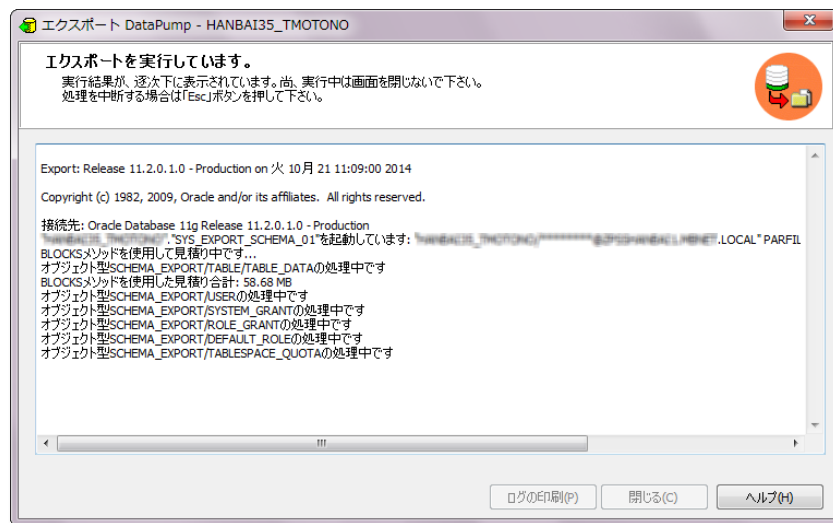 エクスポート DataPump - HANBAI35_TMOTONO
エクスポートを実行しています。
実行結果が、逐次下に表示されています。尚、実行中は画面を閉じないで下さい。
処理を中断する場合は「Esc」ボタンを押して下さい。
Export: Release 11.2.0.1.0 - Production on 火 10月 21 11:09:00 2014
Copyright (c) 1982, 2009, Oracle and/or its affiliates.  All rights reserved.
接続先: Oracle Database 11g Release 11.2.0.1.0 - Production
."SYS_EXPORT_SCHEMA_01"を起動しています: .LOCAL" PARFIL
BLOCKSメソッドを使用して見積り中です...
オブジェクト型SCHEMA_EXPORT/TABLE/TABLE_DATAの処理中です
BLOCKSメソッドを使用した見積り合計: 58.68 MB
オブジェクト型SCHEMA_EXPORT/USERの処理中です
オブジェクト型SCHEMA_EXPORT/SYSTEM_GRANTの処理中です
オブジェクト型SCHEMA_EXPORT/ROLE_GRANTの処理中です
オブジェクト型SCHEMA_EXPORT/DEFAULT_ROLEの処理中です
オブジェクト型SCHEMA_EXPORT/TABLESPACE_QUOTAの処理中です
ログの印刷(P) 閉じる(C) ヘルプ(H)